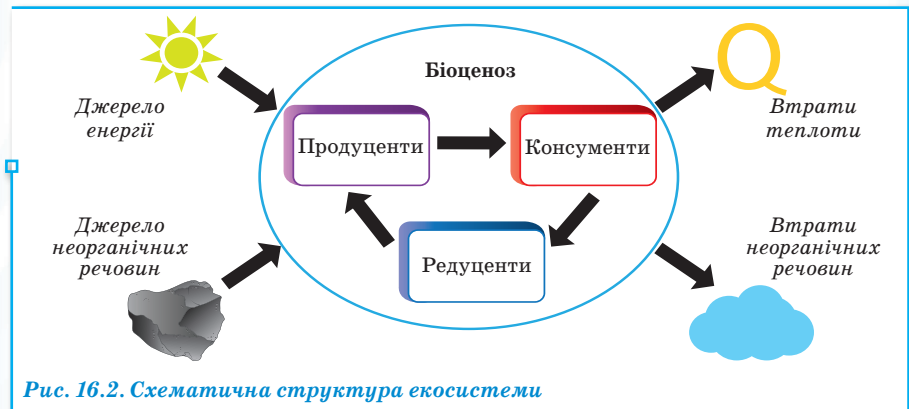 Біоценоз
Джерело
енергії
Q
Втрати
теплоти
Продуценти
Консументи
Джерело
неорганічних
речовин
Редуценти
Втрати
неорганічних
речовин
Рис. 16.2. Схематична структура екосистеми